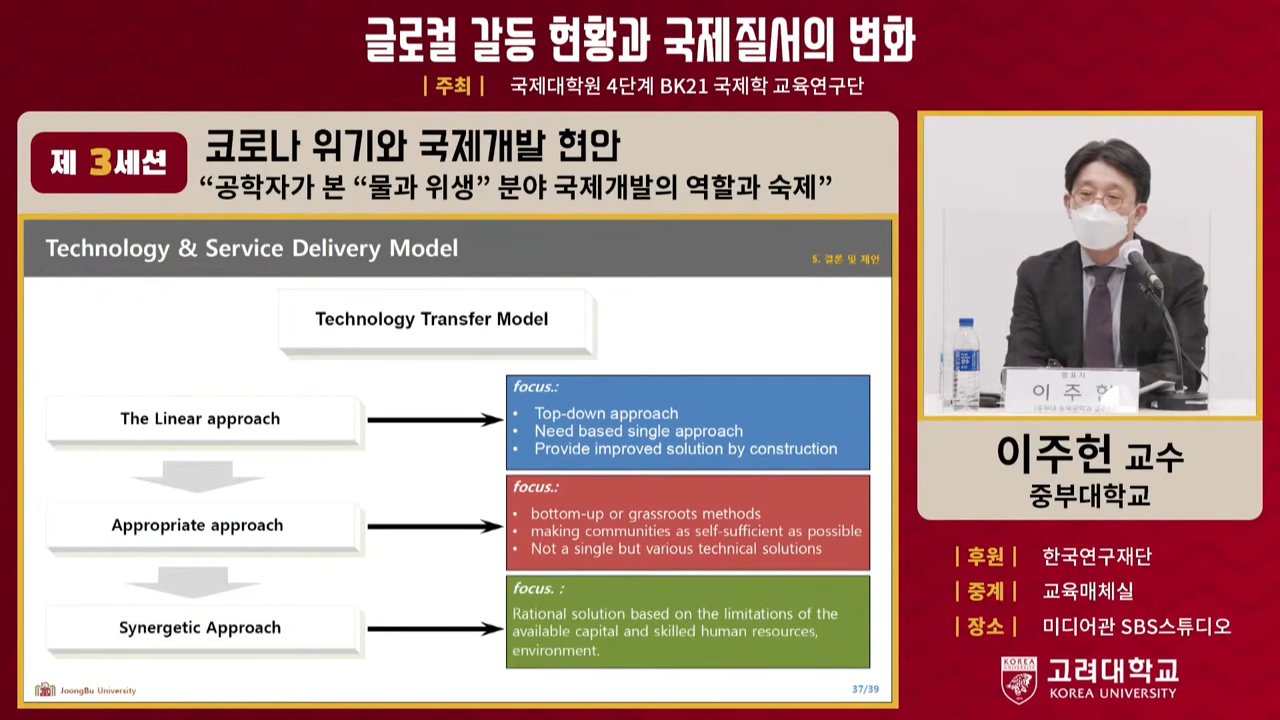 글로컬 갈등 현황과 국제질서의 변화
| 주최 | 국제대학원 4단계 BK21 국제학 교육연구단
제 3세션
코로나 위기와 국제개발 현안
“공학자가 본 “물과 위생” 분야 국제개발의 역할과 숙제”
Technology & Service Delivery Model
5. 결론 및 제언
Technology Transfer Model
The Linear approach
focus.:
• Top-down approach
• Need based single approach
• Provide improved solution by construction
Appropriate approach
focus.:
• bottom-up or grassroots methods
• making communities as self-sufficient as possible
• Not a single but various technical solutions
Synergetic Approach
focus. :
Rational solution based on the limitations of the
available capital and skilled human resources,
environment.
JoongBu University
37/39
발표자
이 주 헌
이주헌 교수
중부대학교
| 후원 | 한국연구재단
| 중계 | 교육매체실
| 장소 | 미디어관 SBS스튜디오
KOREA
UNIVERSITY
고려대학교
KOREA UNIVERSITY